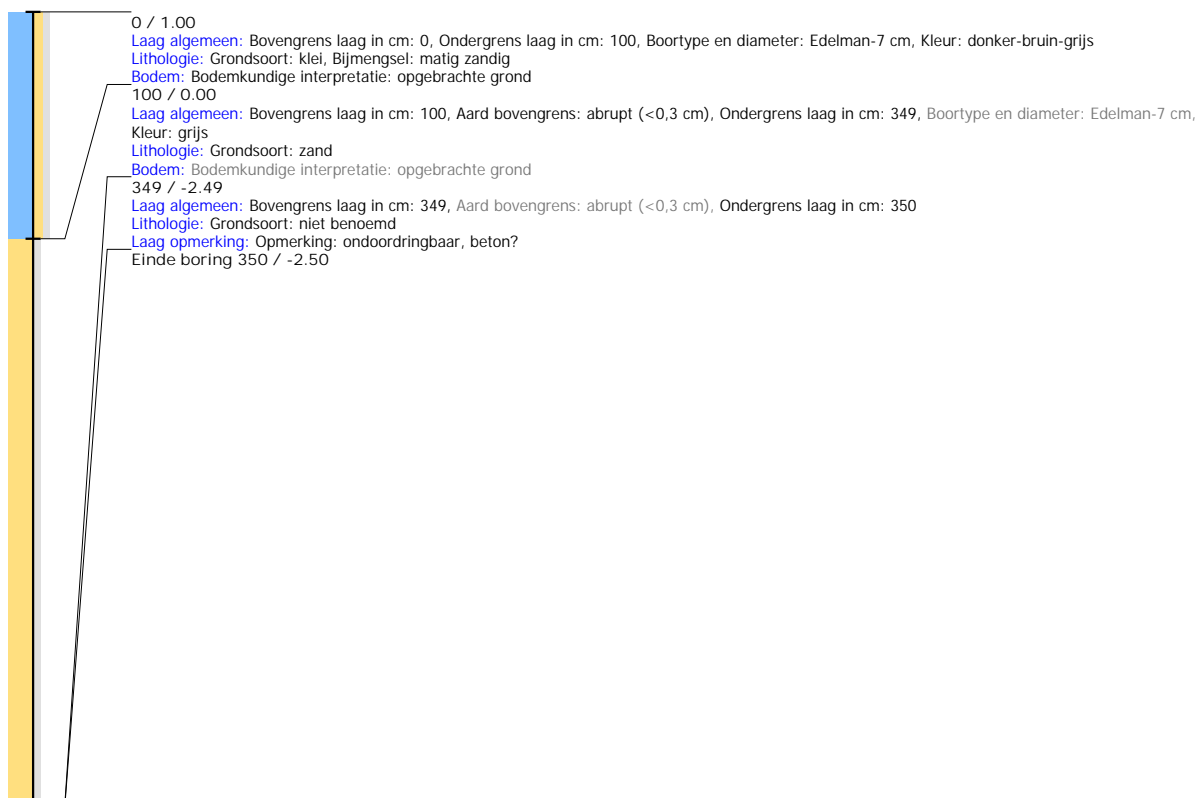 0 / 1.00
Laag algemeen: Bovengrens laag in cm: 0, Ondergrens laag in cm: 100, Boortype en diameter: Edelman-7 cm, Kleur: donker-bruin-grijs
Lithologie: Grondsoort: klei, Bijmengsel: matig zandig
Bodem: Bodemkundige interpretatie: opgebrachte grond
100 / 0.00
Laag algemeen: Bovengrens laag in cm: 100, Aard bovengrens: abrupt (<0,3 cm), Ondergrens laag in cm: 349, Boortype en diameter: Edelman-7 cm,
Kleur: grijs
Lithologie: Grondsoort: zand
Bodem: Bodemkundige interpretatie: opgebrachte grond
349 / -2.49
Laag algemeen: Bovengrens laag in cm: 349, Aard bovengrens: abrupt (<0,3 cm), Ondergrens laag in cm: 350
Lithologie: Grondsoort: niet benoemd
Laag opmerking: Opmerking: ondoordringbaar, beton?
Einde boring 350 / -2.50